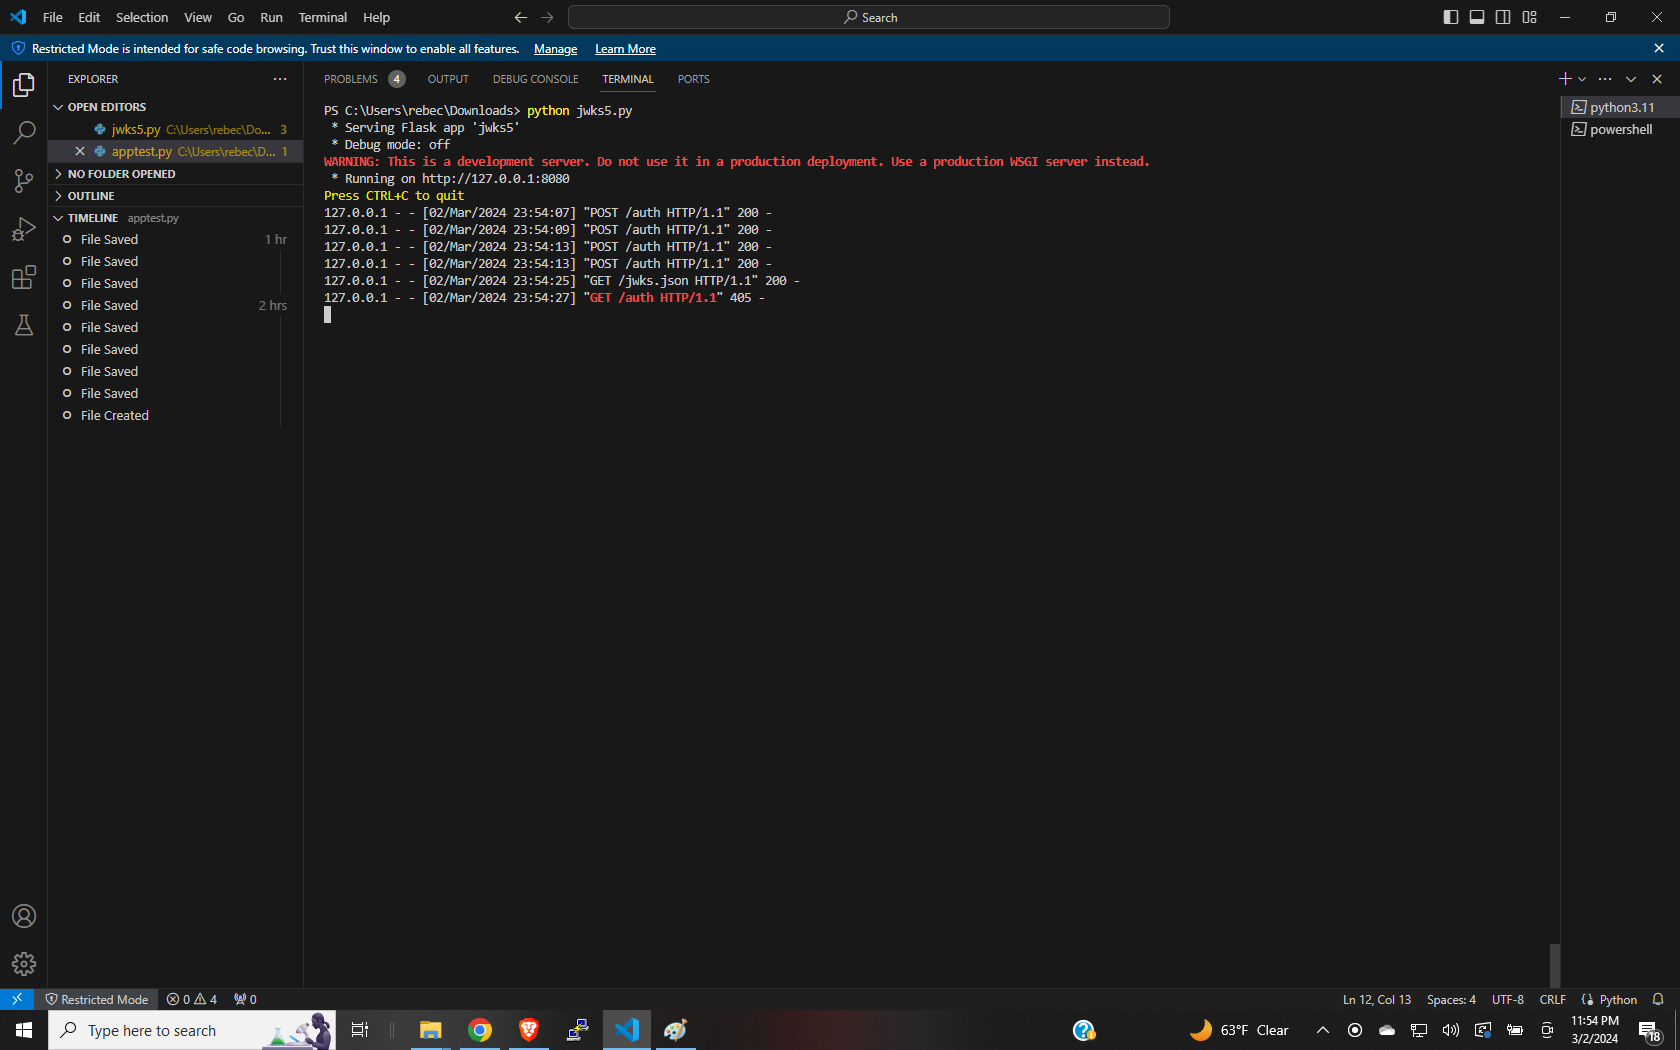 File Edit Selection View Go Run Terminal Help
Search
Restricted Mode is intended for safe code browsing. Trust this window to enable all features. Manage Learn More
EXPLORER
OPEN EDITORS
jwks5.py C:\Users\rebec\Do... 3
apptest.py C:\Users\rebec\D... 1
NO FOLDER OPENED
OUTLINE
TIMELINE apptest.py
File Saved 1 hr
File Saved
File Saved
File Saved 2 hrs
File Saved
File Saved
File Saved
File Saved
File Created
PROBLEMS 4 OUTPUT DEBUG CONSOLE TERMINAL PORTS
PS C:\Users\rebec\Downloads> python jwks5.py
* Serving Flask app 'jwks5'
* Debug mode: off
WARNING: This is a development server. Do not use it in a production deployment. Use a production WSGI server instead.
* Running on http://127.0.0.1:8080
Press CTRL+C to quit
127.0.0.1 - - [02/Mar/2024 23:54:07] "POST /auth HTTP/1.1" 200 -
127.0.0.1 - - [02/Mar/2024 23:54:09] "POST /auth HTTP/1.1" 200 -
127.0.0.1 - - [02/Mar/2024 23:54:13] "POST /auth HTTP/1.1" 200 -
127.0.0.1 - - [02/Mar/2024 23:54:13] "POST /auth HTTP/1.1" 200 -
127.0.0.1 - - [02/Mar/2024 23:54:25] "GET /jwks.json HTTP/1.1" 200 -
127.0.0.1 - - [02/Mar/2024 23:54:27] "GET /auth HTTP/1.1" 405 -
python3.11
powershell
Restricted Mode 0 4 0
Ln 12, Col 13 Spaces: 4 UTF-8 CRLF Python
Type here to search
63°F Clear
11:54 PM
3/2/2024
18